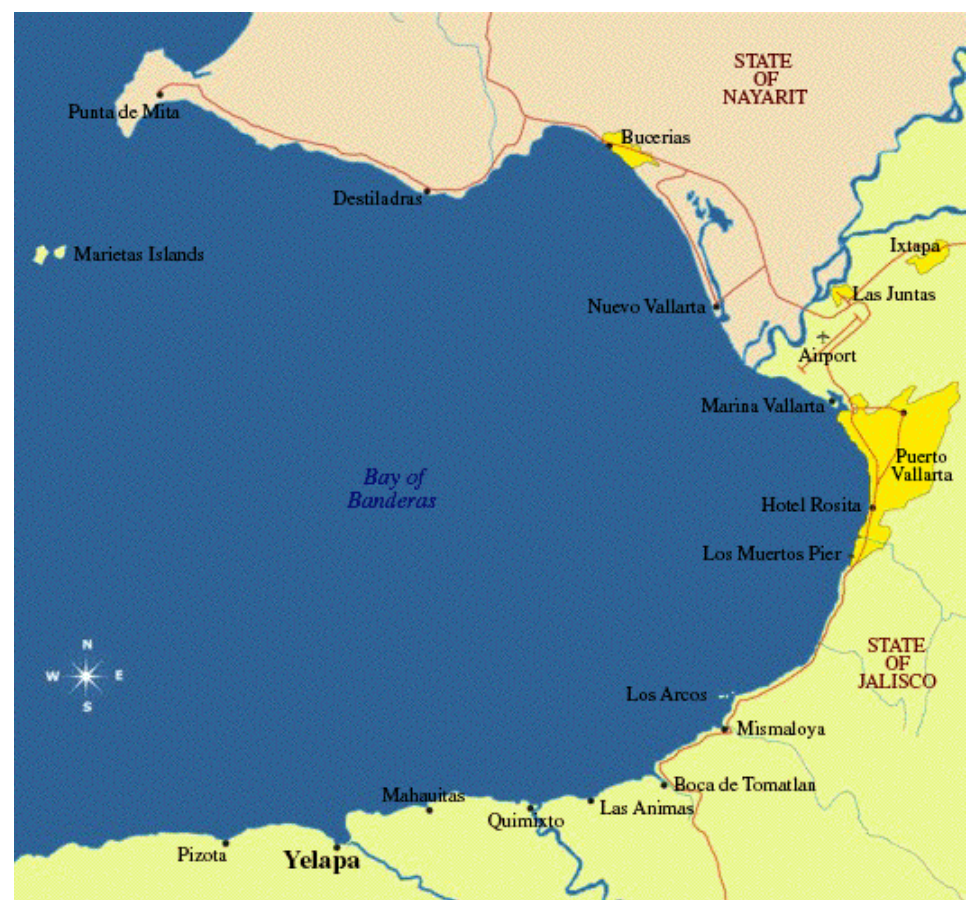 STATE
OF
NAYARIT
Punta de Mita
Bucerias
Destiladras
Ixtapa
Marietas Islands
Las Juntas
Nuevo Vallarta
Airport
Marina Vallarta
Puerto
Vallarta
Bay of
Banderas
Hotel Rosita
Los Muertos Pier
N
W E
S
STATE
OF
JALISCO
Los Arcos
Mismaloya
Boca de Tomatlan
Mahauitas
Las Animas
Quimixto
Pizota
Yelapa